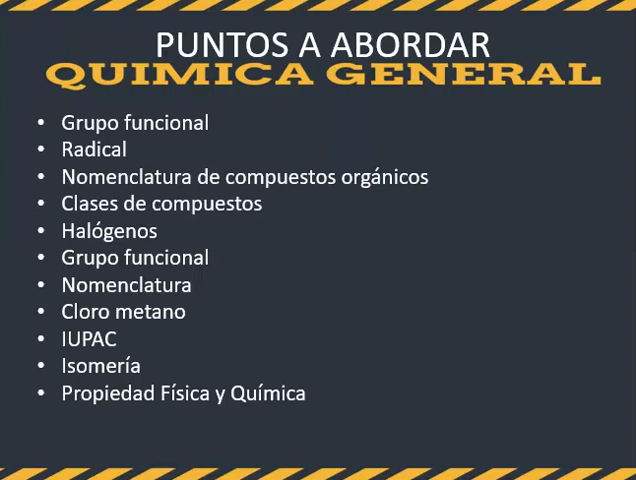 PUNTOS A ABORDAR
QUIMICA GENERAL
• Grupo funcional
• Radical
• Nomenclatura de compuestos orgánicos
• Clases de compuestos
• Halógenos
• Grupo funcional
• Nomenclatura
• Cloro metano
• IUPAC
• Isomería
• Propiedad Física y Química